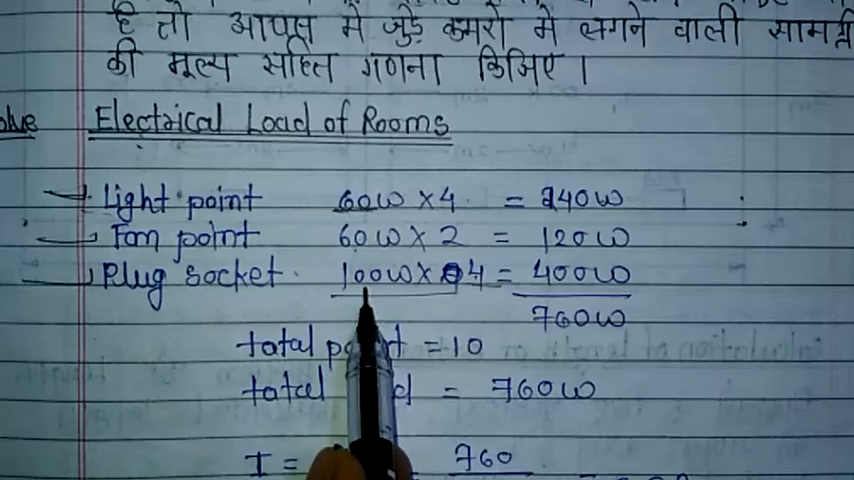 है तो आपस में जुड़े कमरों में लगने वाली सामग्री
की मूल्य सहित गणना किजिए।
Electrical Load of Rooms
Light point 60W × 4 = 240W
Fan point 60W × 2 = 120W
Plug socket. 100W × 04 = 400W
760W
total = 10
total = 760W
I = 760